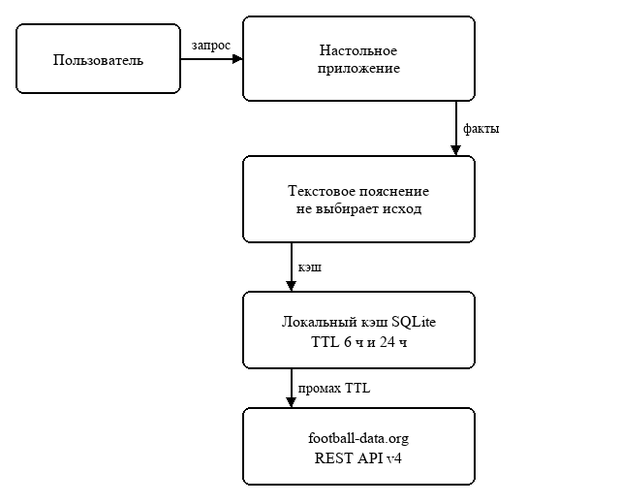 Пользователь
запрос
Настольное
приложение
факты
Текстовое пояснение
не выбирает исход
кэш
Локальный кэш SQLite
TTL 6 ч и 24 ч
промах TTL
football-data.org
REST API v4